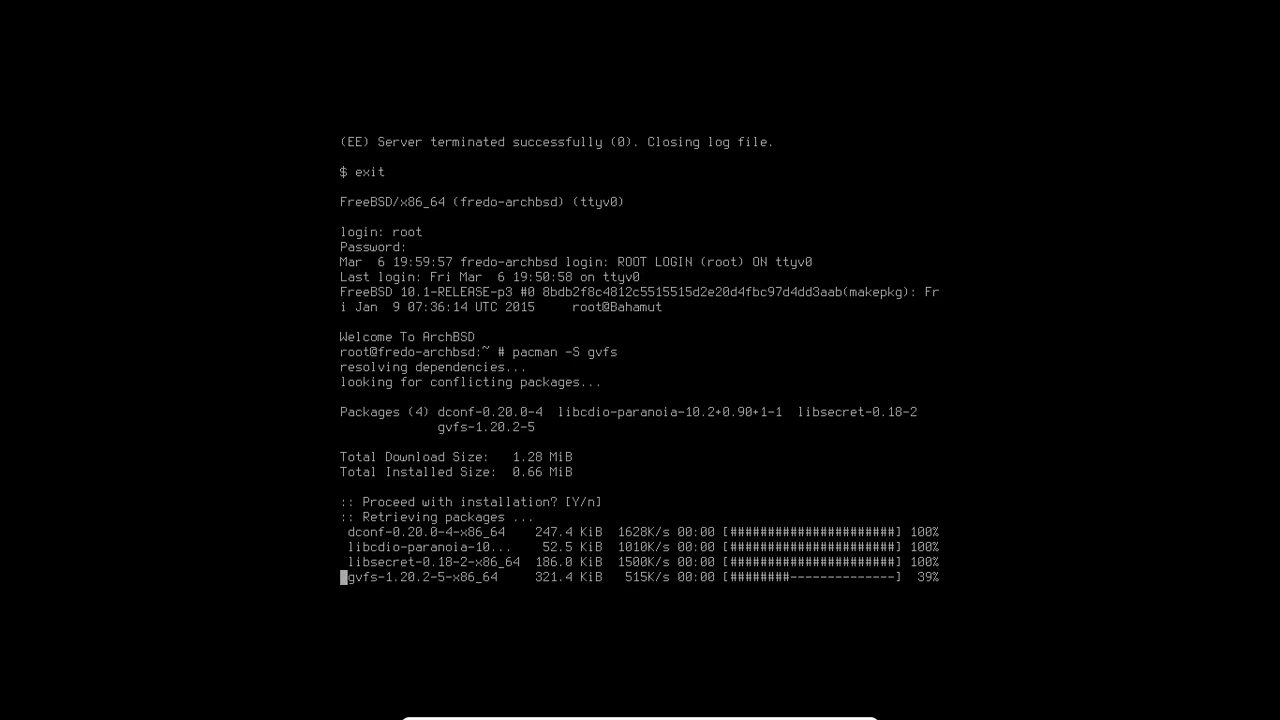 (EE) Server terminated successfully (0). Closing log file.
$ exit
FreeBSD/x86_64 (fredo-archbsd) (ttyv0)
login: root
Password:
Mar  6 19:59:57 fredo-archbsd login: ROOT LOGIN (root) ON ttyv0
Last login: Fri Mar  6 19:50:58 on ttyv0
FreeBSD 10.1-RELEASE-p3 #0 8bdb2f8c4812c5515515d2e20d4fbc97d4dd3aab(makepkg): Fr
i Jan  9 07:36:14 UTC 2015     root@Bahamut
Welcome To ArchBSD
root@fredo-archbsd:~ # pacman -S gvfs
resolving dependencies...
looking for conflicting packages...
Packages (4) dconf-0.20.0-4  libcdio-paranoia-10.2+0.90+1-1  libsecret-0.18-2
             gvfs-1.20.2-5
Total Download Size:   1.28 MiB
Total Installed Size:  0.66 MiB
:: Proceed with installation? [Y/n]
:: Retrieving packages ...
 dconf-0.20.0-4-x86_64    247.4 KiB  1628K/s 00:00 [######################] 100%
 libcdio-paranoia-10...    52.5 KiB  1010K/s 00:00 [######################] 100%
 libsecret-0.18-2-x86_64  186.0 KiB  1500K/s 00:00 [######################] 100%
 gvfs-1.20.2-5-x86_64     321.4 KiB   515K/s 00:00 [########--------------]  39%